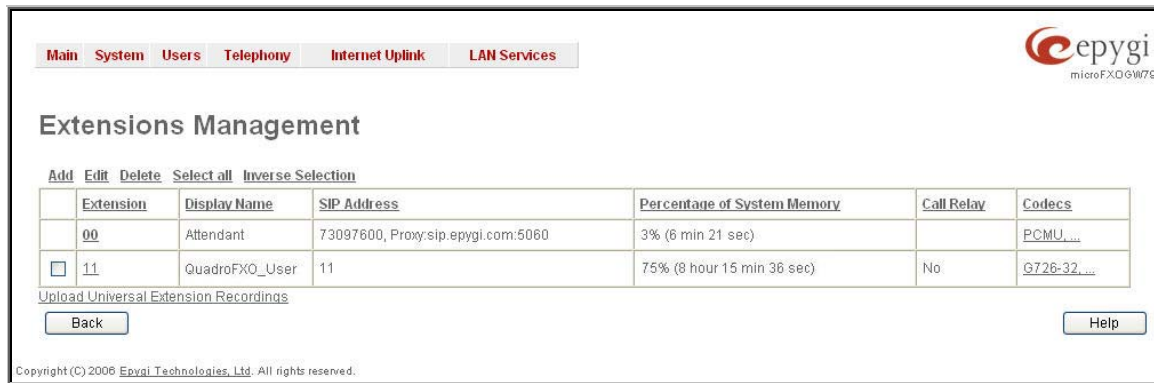 Main System Users Telephony Internet Uplink LAN Services
epygi
microFXOGW79
Extensions Management
Add Edit Delete Select all Inverse Selection
Extension Display Name SIP Address Percentage of System Memory Call Relay Codecs
00 Attendant 73097600, Proxy:sip.epygi.com:5060 3% (6 min 21 sec) PCMU, ...
11 QuadroFXO_User 11 75% (8 hour 15 min 36 sec) No G726-32, ...
Upload Universal Extension Recordings
Back Help
Copyright (C) 2006 Epygi Technologies, Ltd. All rights reserved.